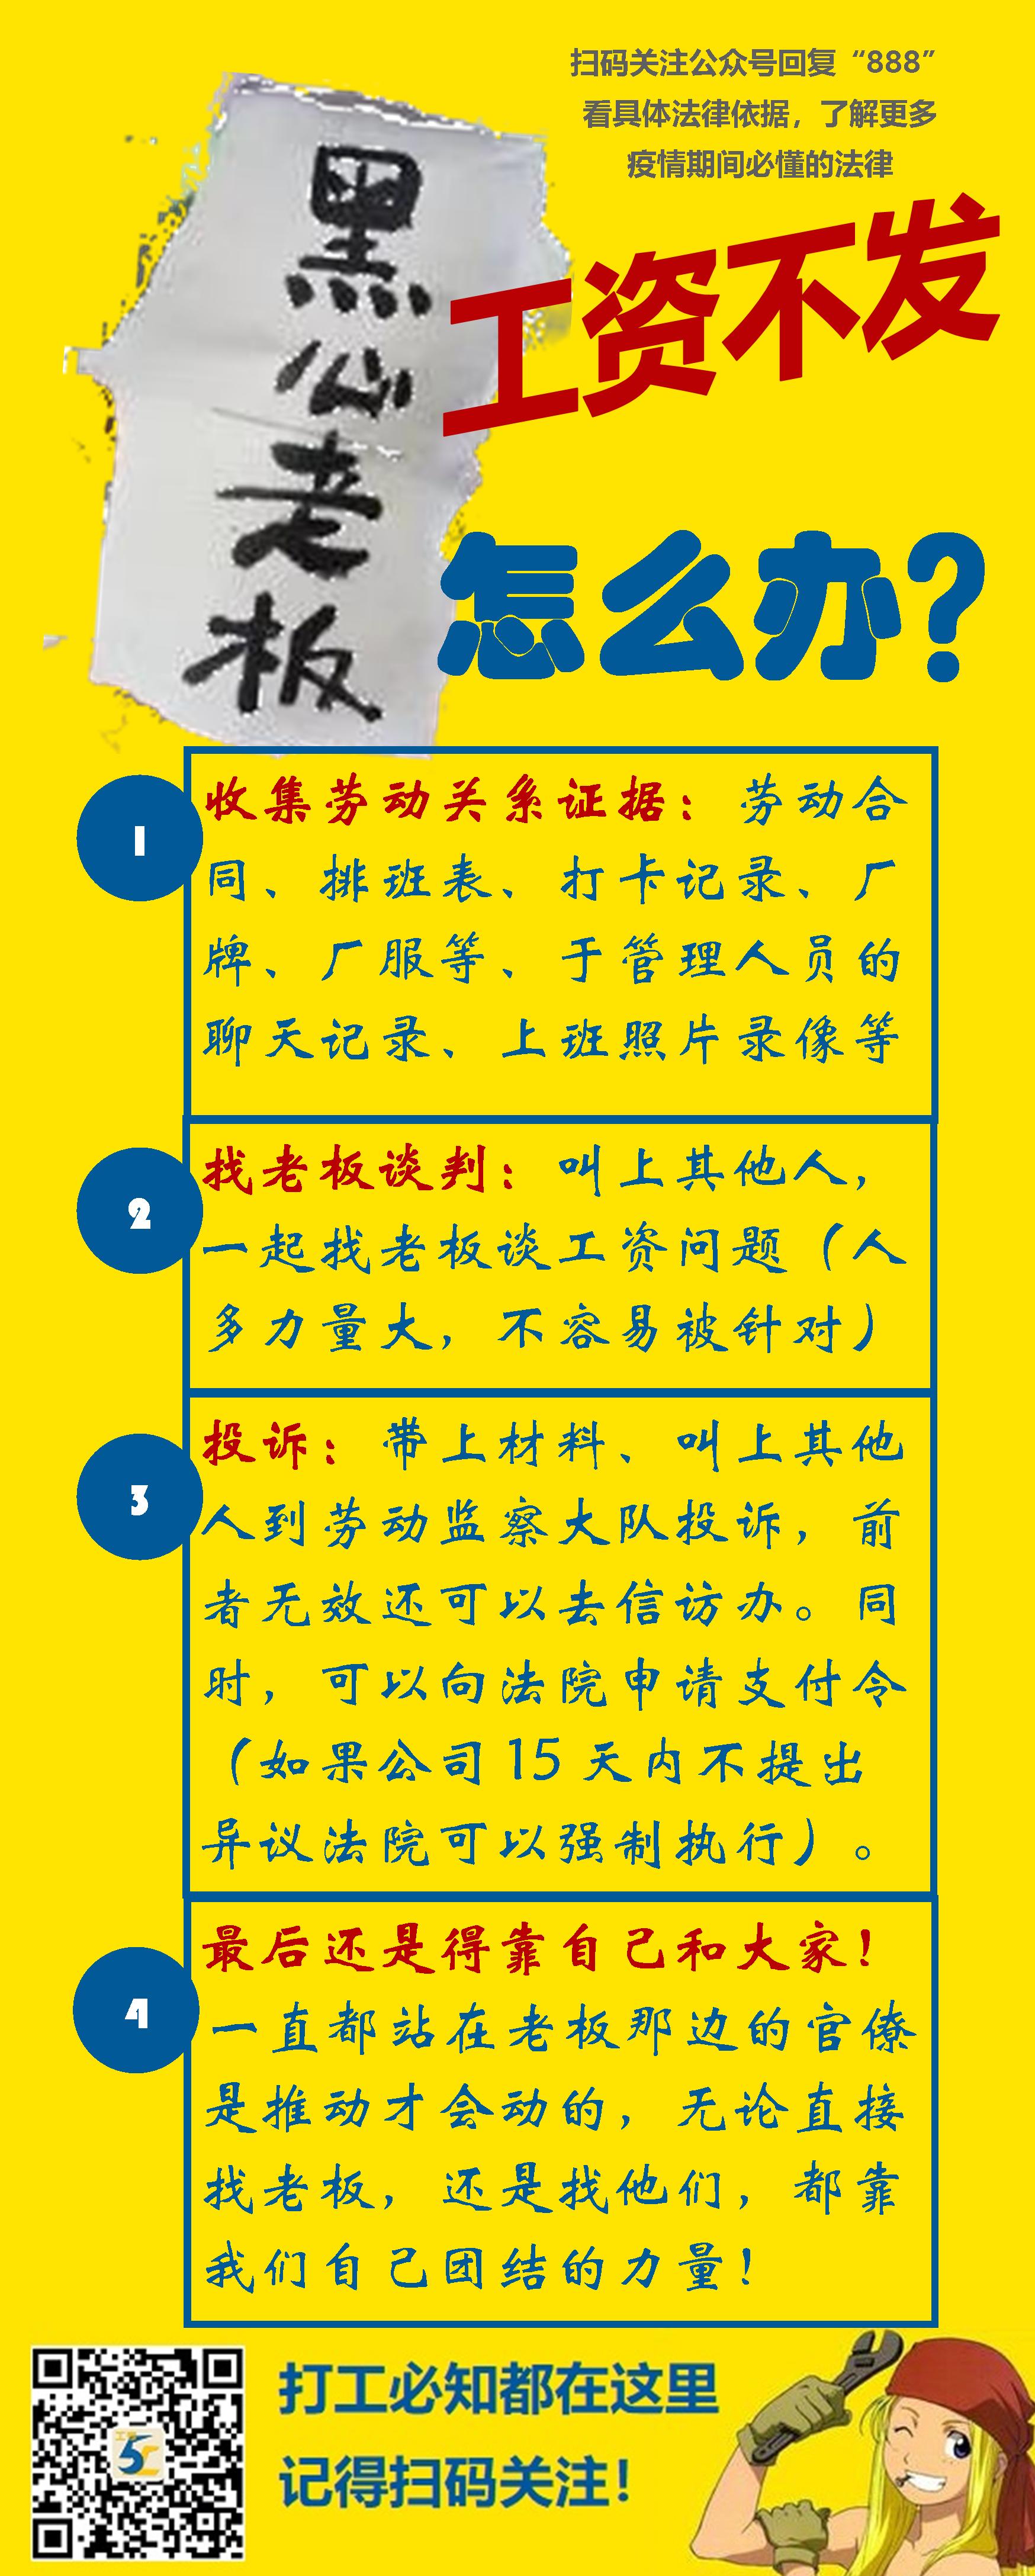 扫码关注公众号回复“888”
看具体法律依据，了解更多
疫情期间必懂的法律
黑心老板
工资不发
怎么办?
1
收集劳动关系证据：劳动合
同、排班表、打卡记录、厂
牌、厂服等、于管理人员的
聊天记录、上班照片录像等
2
找老板谈判：叫上其他人，
一起找老板谈工资问题（人
多力量大，不容易被针对）
3
投诉：带上材料、叫上其他
人到劳动监察大队投诉，前
者无效还可以去信访办。同
时，可以向法院申请支付令
（如果公司15天内不提出
异议法院可以强制执行）。
4
最后还是得靠自己和大家！
一直都站在老板那边的官僚
是推动才会动的，无论直接
找老板，还是找他们，都靠
我们自己团结的力量！
打工必知都在这里
记得扫码关注！